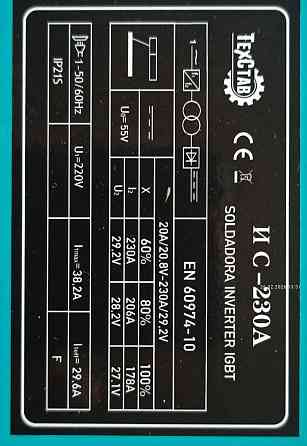 ТЕХСТАБ
CE
И С-230А
SOLDADORA INVERTER IGBT
1~
EN 60974-10
20A/20.8V-230A/29.2V
X 60% 80% 100%
U₀=55V
I₂ 230A 206A 178A
U₂ 29.2V 28.2V 27.1V
1~50/60Hz U₁=220V I₁max=38.2A I₁eff=29.6A
IP21S F